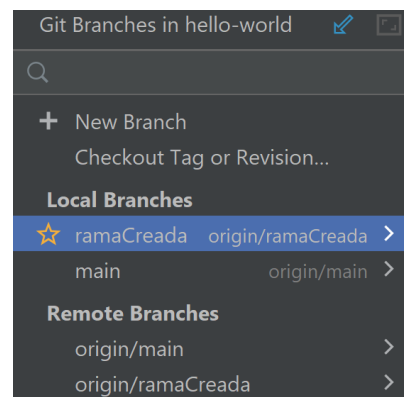 Git Branches in hello-world
New Branch
Checkout Tag or Revision...
Local Branches
ramaCreada origin/ramaCreada
main origin/main
Remote Branches
origin/main
origin/ramaCreada